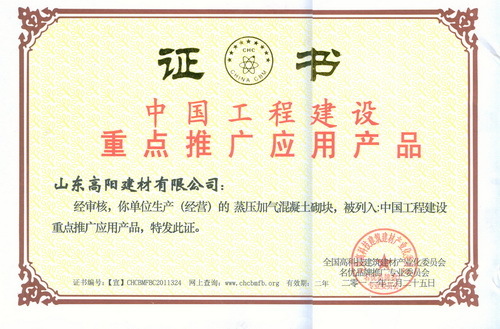 证 书
CHC
CHINA CBM
中国工程建设
重点推广应用产品
山东高阳建材有限公司：
经审核，你单位生产（经营）的 蒸压加气混凝土砌块，被列入:中国工程建设
重点推广应用产品，特发此证。
全国高科技建筑建材产业化委员会
名优品牌推广专业委员会
证书编号：【宣】CHCBMFBC2011324 网上查询：www.chcbmfb.org 有效期：二年
二〇一 年 月二十五日